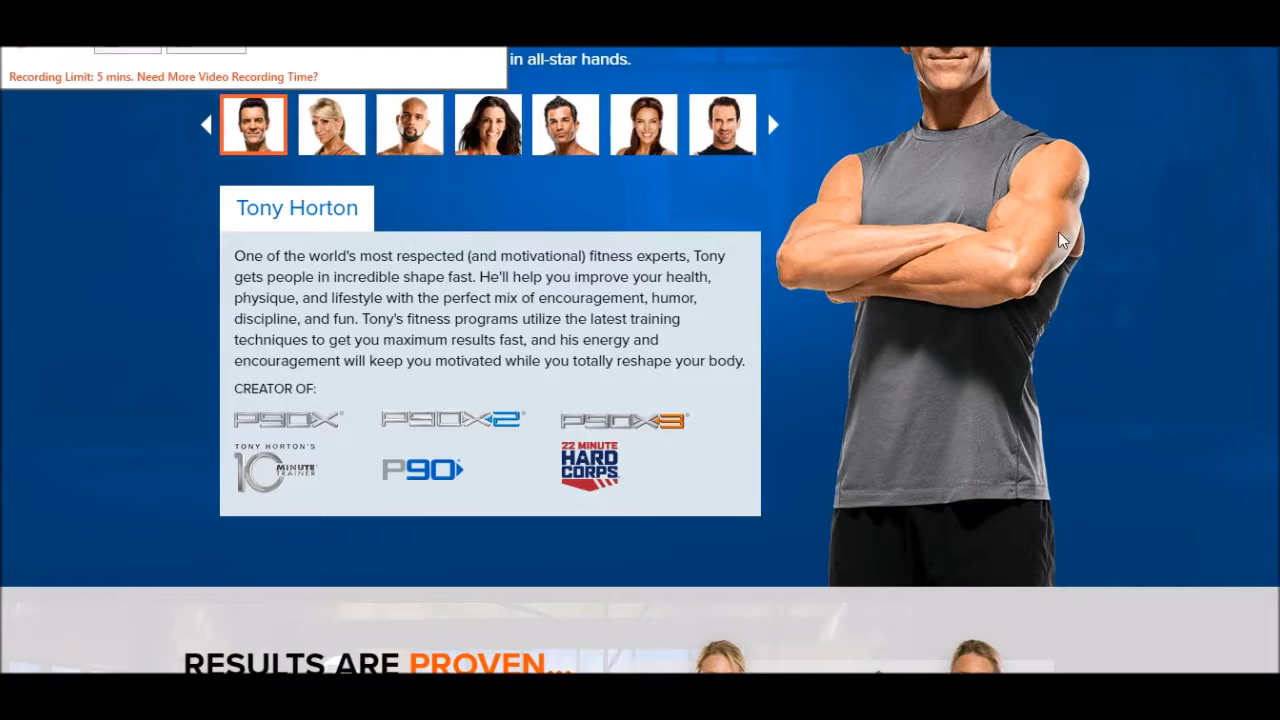 in all-star hands.
Recording Limit: 5 mins. Need More Video Recording Time?
Tony Horton
One of the world's most respected (and motivational) fitness experts, Tony
gets people in incredible shape fast. He'll help you improve your health,
physique, and lifestyle with the perfect mix of encouragement, humor,
discipline, and fun. Tony's fitness programs utilize the latest training
techniques to get you maximum results fast, and his energy and
encouragement will keep you motivated while you totally reshape your body.
CREATOR OF:
P90X® P90X2® P90X3®
TONY HORTON'S
10 MINUTE TRAINER
P90
22 MINUTE
HARD
CORPS
RESULTS ARE PROVEN...